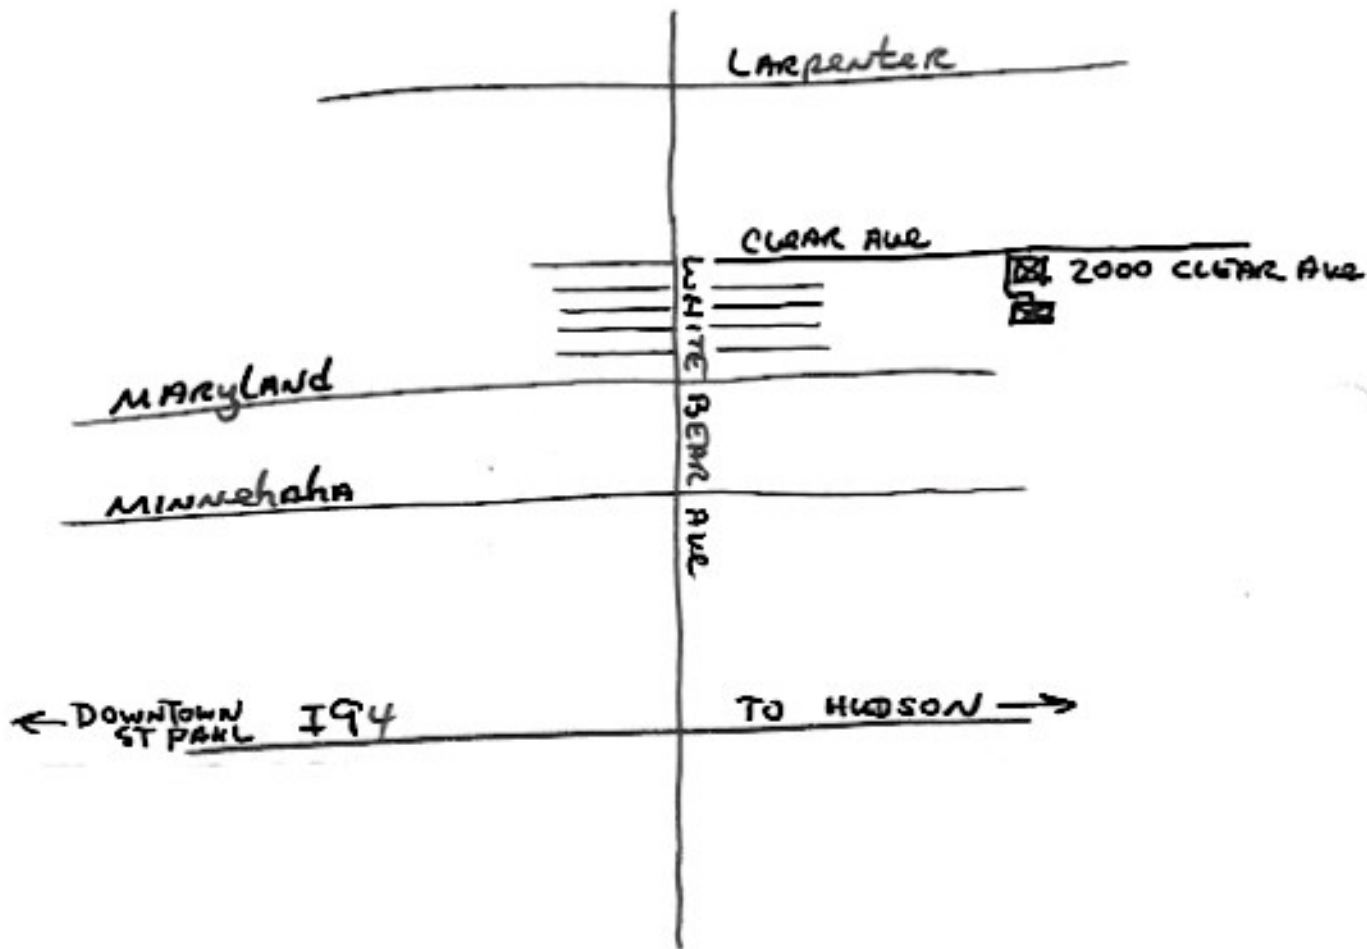 LARpenter
CLEAR AVE
2000 CLEAR AVE
WHITE BEAR AVE
MARYLAND
MINNehahA
← DOWNTOWN
ST PAUL
I94
TO HUDSON →